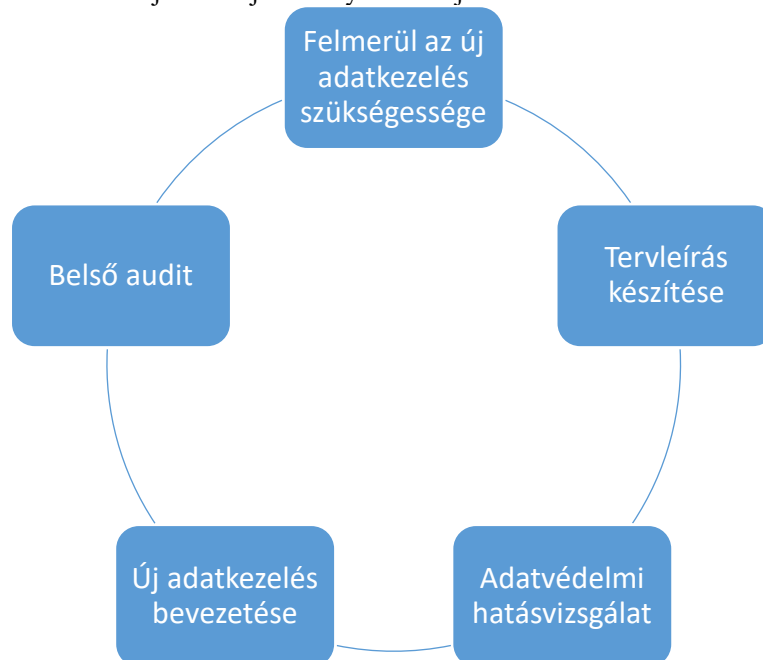 Felmerül az új
adatkezelés
szükségessége
Tervleírás
készítése
Adatvédelmi
hatásvizsgálat
Új adatkezelés
bevezetése
Belső audit